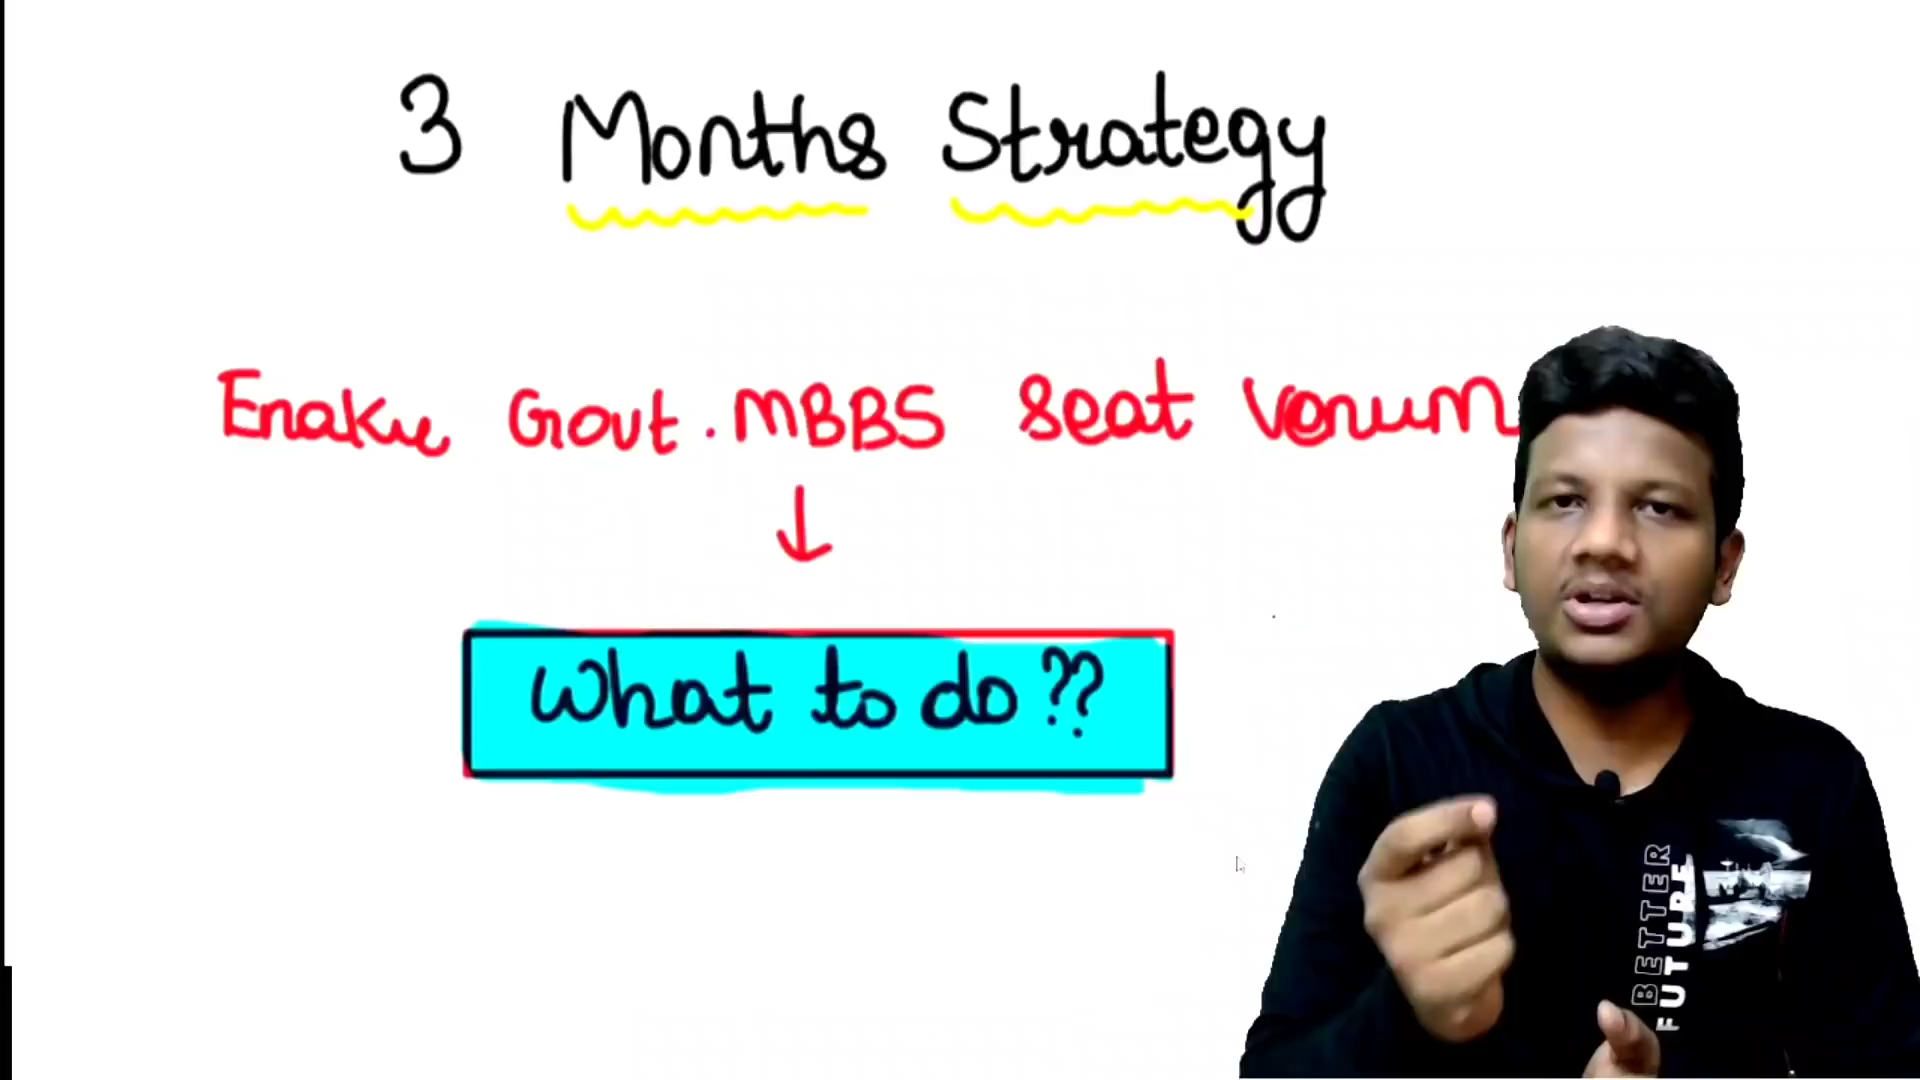 3 Months Strategy
Enaku Govt. MBBS seat venum
What to do??
BETTER
FUTURE